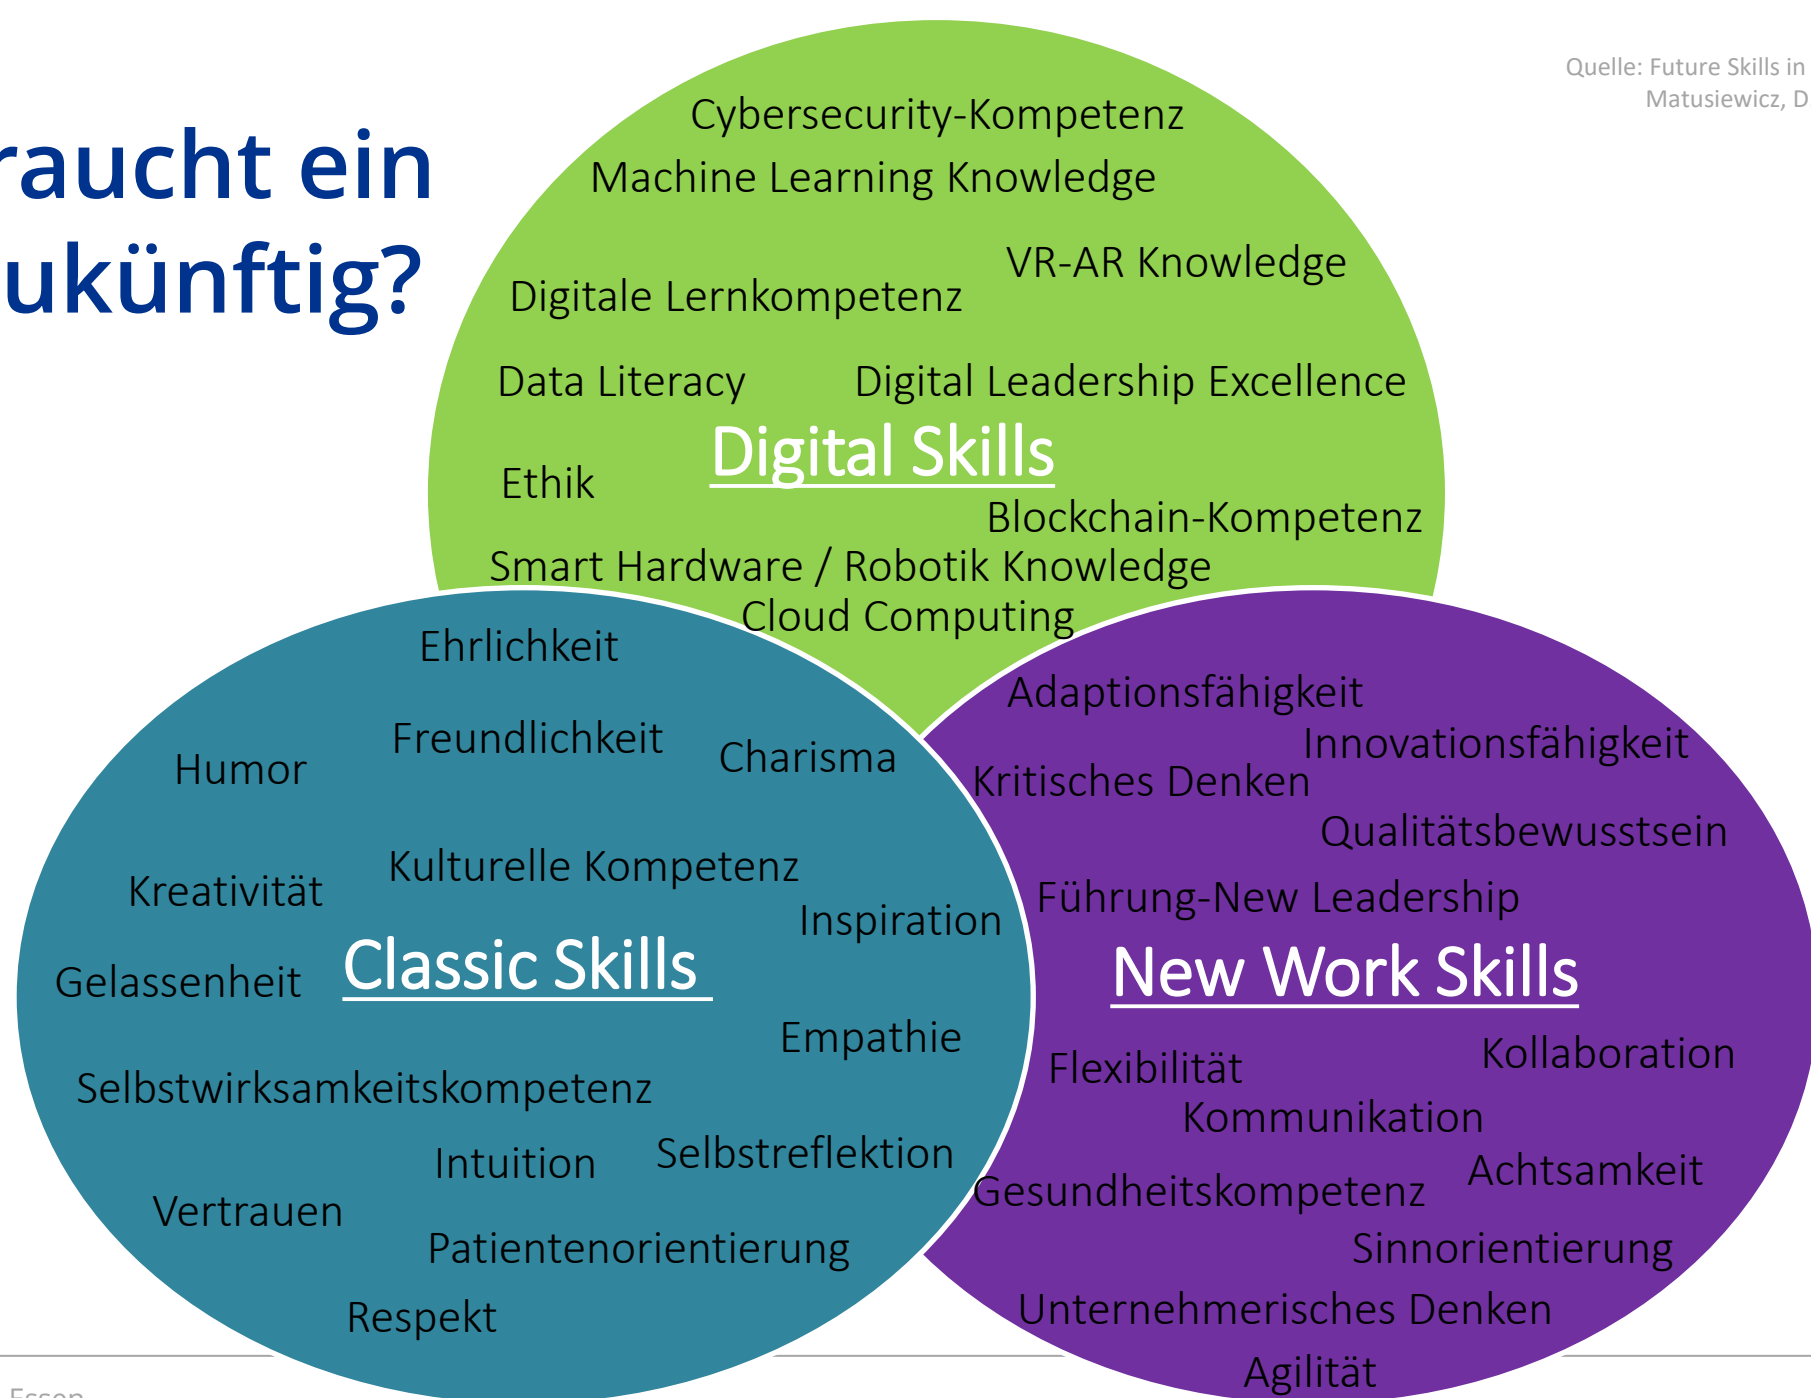 Quelle: Future Skills in
Matusiewicz, D
raucht ein
ukünftig?
Cybersecurity-Kompetenz
Machine Learning Knowledge
VR-AR Knowledge
Digitale Lernkompetenz
Data Literacy
Digital Leadership Excellence
Digital Skills
Ethik
Blockchain-Kompetenz
Smart Hardware / Robotik Knowledge
Cloud Computing
Ehrlichkeit
Freundlichkeit
Charisma
Humor
Kulturelle Kompetenz
Kreativität
Inspiration
Classic Skills
Gelassenheit
Empathie
Selbstwirksamkeitskompetenz
Intuition
Selbstreflektion
Vertrauen
Patientenorientierung
Respekt
Adaptionsfähigkeit
Innovationsfähigkeit
Kritisches Denken
Qualitätsbewusstsein
Führung-New Leadership
New Work Skills
Kollaboration
Flexibilität
Kommunikation
Achtsamkeit
Gesundheitskompetenz
Sinnorientierung
Unternehmerisches Denken
Agilität
Essen